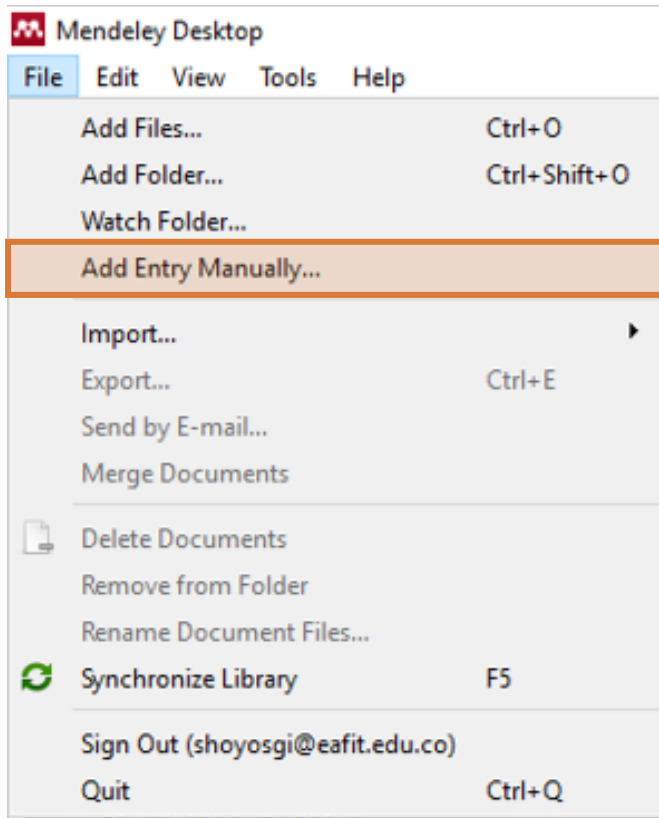 Mendeley Desktop
File Edit View Tools Help
Add Files... Ctrl+O
Add Folder... Ctrl+Shift+O
Watch Folder...
Add Entry Manually...
Import...
Export... Ctrl+E
Send by E-mail...
Merge Documents
Delete Documents
Remove from Folder
Rename Document Files...
Synchronize Library F5
Sign Out (shoyosgi@eafit.edu.co)
Quit Ctrl+Q